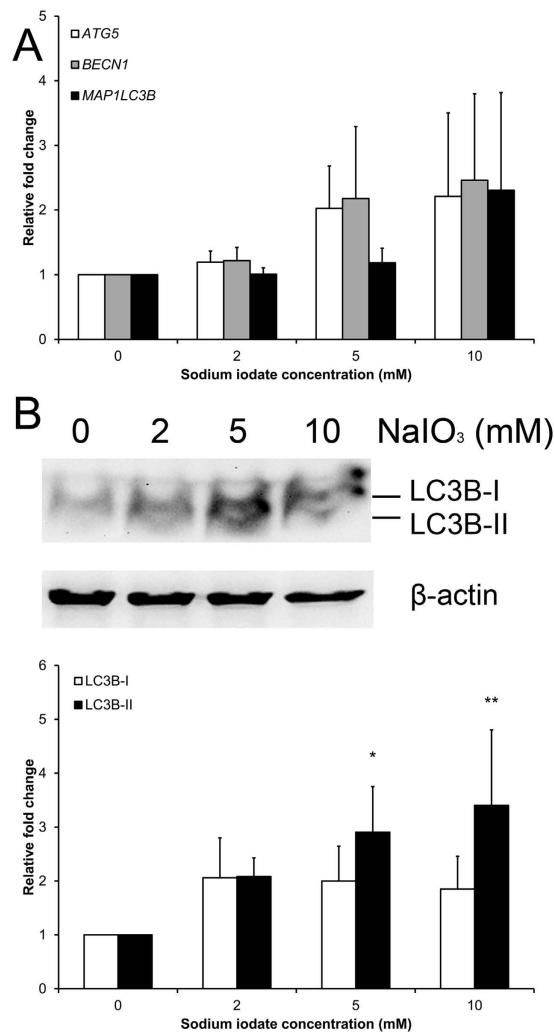 A
5
4
3
2
1
0
Relative fold change
ATG5
BECN1
MAP1LC3B
0 2 5 10
Sodium iodate concentration (mM)
B
0 2 5 10 NaIO₃ (mM)
LC3B-I
LC3B-II
β-actin
6
5
4
3
2
1
0
Relative fold change
LC3B-I
LC3B-II
*
**
0 2 5 10
Sodium iodate concentration (mM)